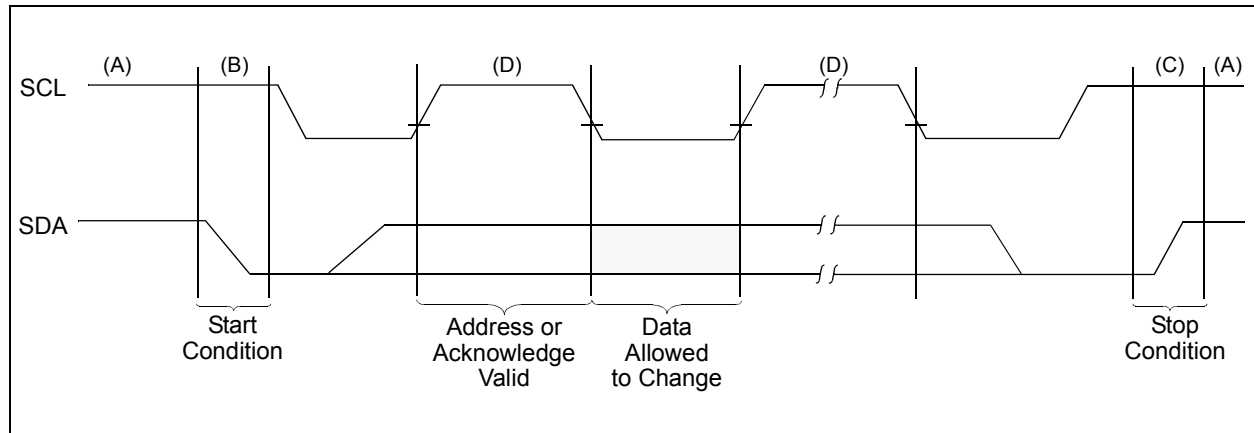 (A) (B) (D) (D) (C) (A)
SCL
SDA
Start
Condition
Address or
Acknowledge
Valid
Data
Allowed
to Change
Stop
Condition